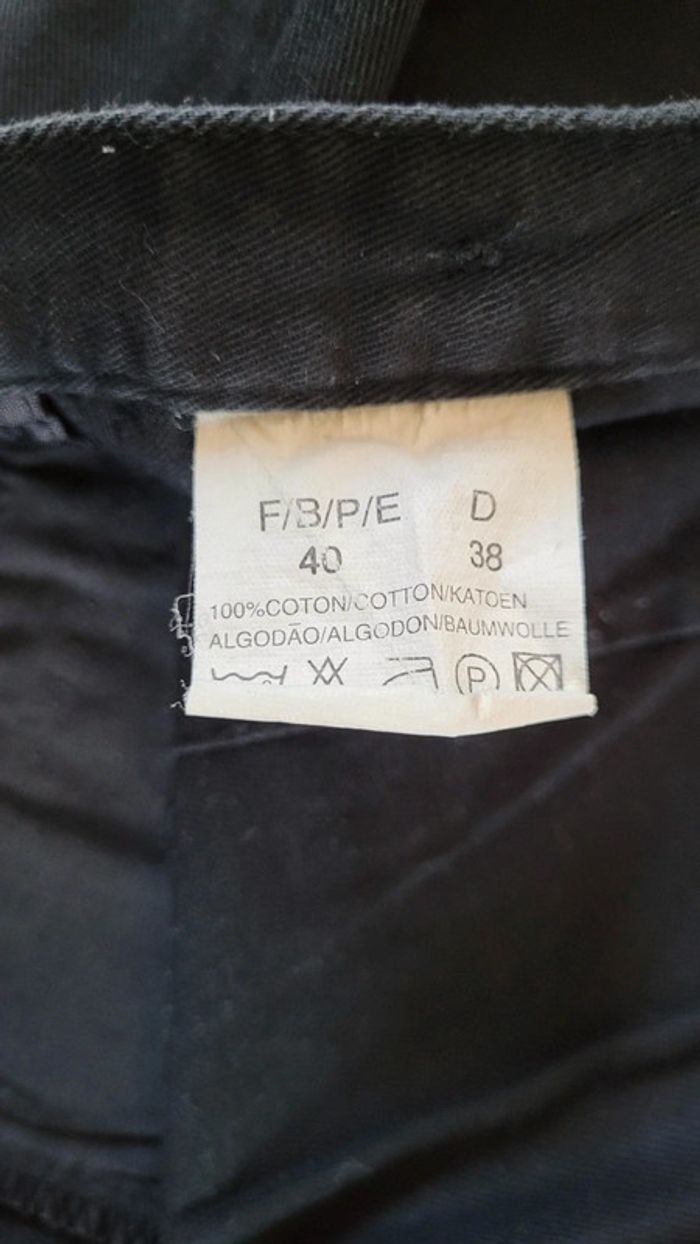 F/B/P/E D
40 38
100%COTON/COTTON/KATOEN
ALGODÃO/ALGODON/BAUMWOLLE
P